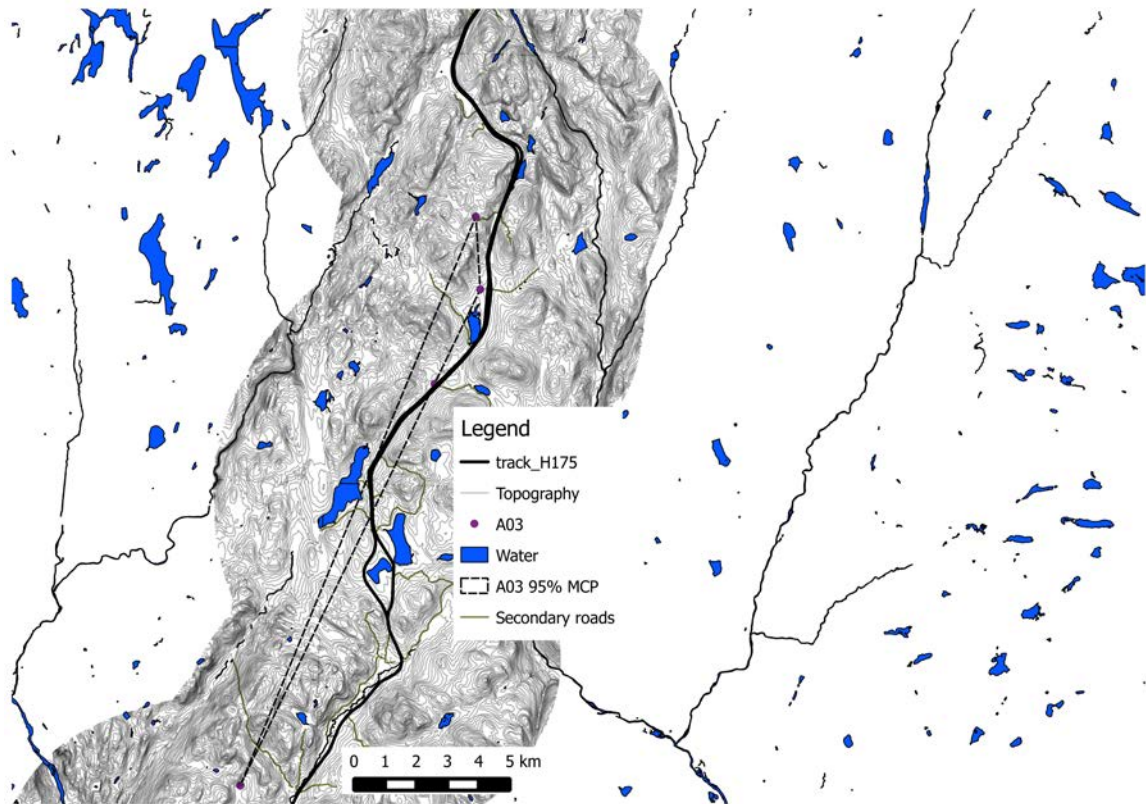 Legend
track_H175
Topography
A03
Water
A03 95% MCP
Secondary roads
0 1 2 3 4 5 km